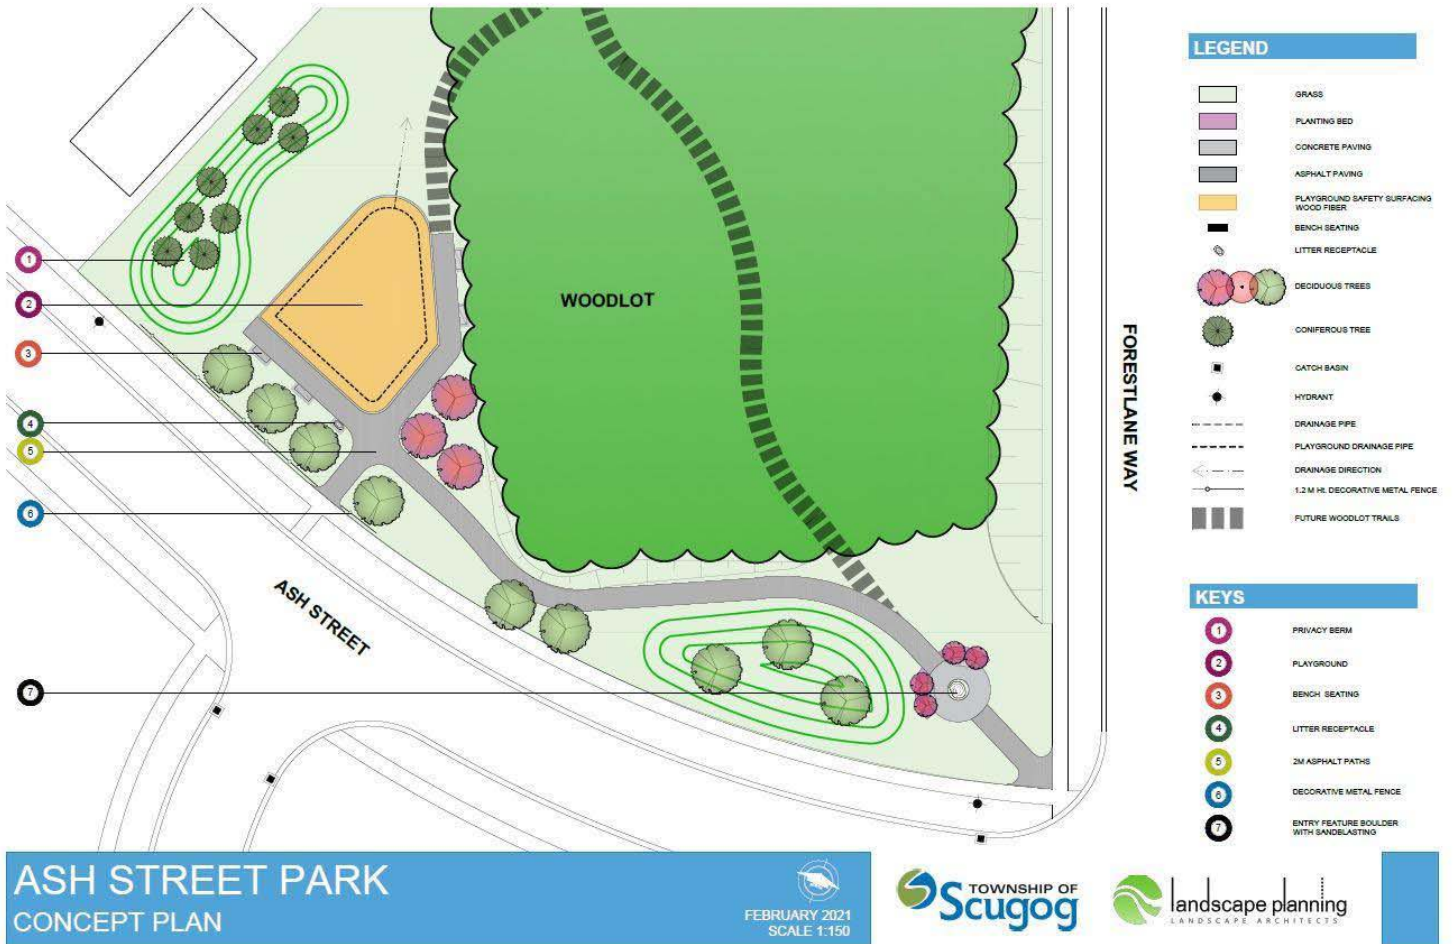 1
2
3
4
5
6
7
WOODLOT
ASH STREET
FORESTLANE WAY
LEGEND
GRASS
PLANTING BED
CONCRETE PAVING
ASPHALT PAVING
PLAYGROUND SAFETY SURFACING
WOOD FIBER
BENCH SEATING
LITTER RECEPTACLE
DECIDUOUS TREES
CONIFEROUS TREE
CATCH BASIN
HYDRANT
DRAINAGE PIPE
PLAYGROUND DRAINAGE PIPE
DRAINAGE DIRECTION
1.2 M Ht. DECORATIVE METAL FENCE
FUTURE WOODLOT TRAILS
KEYS
1 PRIVACY BERM
2 PLAYGROUND
3 BENCH SEATING
4 LITTER RECEPTACLE
5 2M ASPHALT PATHS
6 DECORATIVE METAL FENCE
7 ENTRY FEATURE BOULDER
WITH SANDBLASTING
ASH STREET PARK
CONCEPT PLAN
FEBRUARY 2021
SCALE 1:150
TOWNSHIP OF
Scugog
landscape planning
LANDSCAPE ARCHITECTS